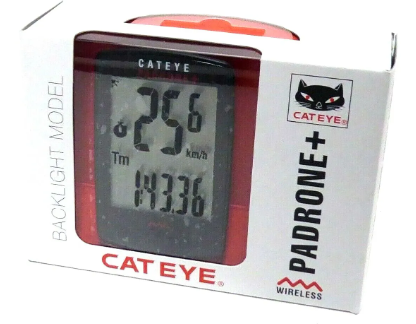 CATEYE
25 6
km/h
Tm
1:43.36
BACKLIGHT MODEL
CATEYE®
CATEYE®
PADRONE+
WIRELESS